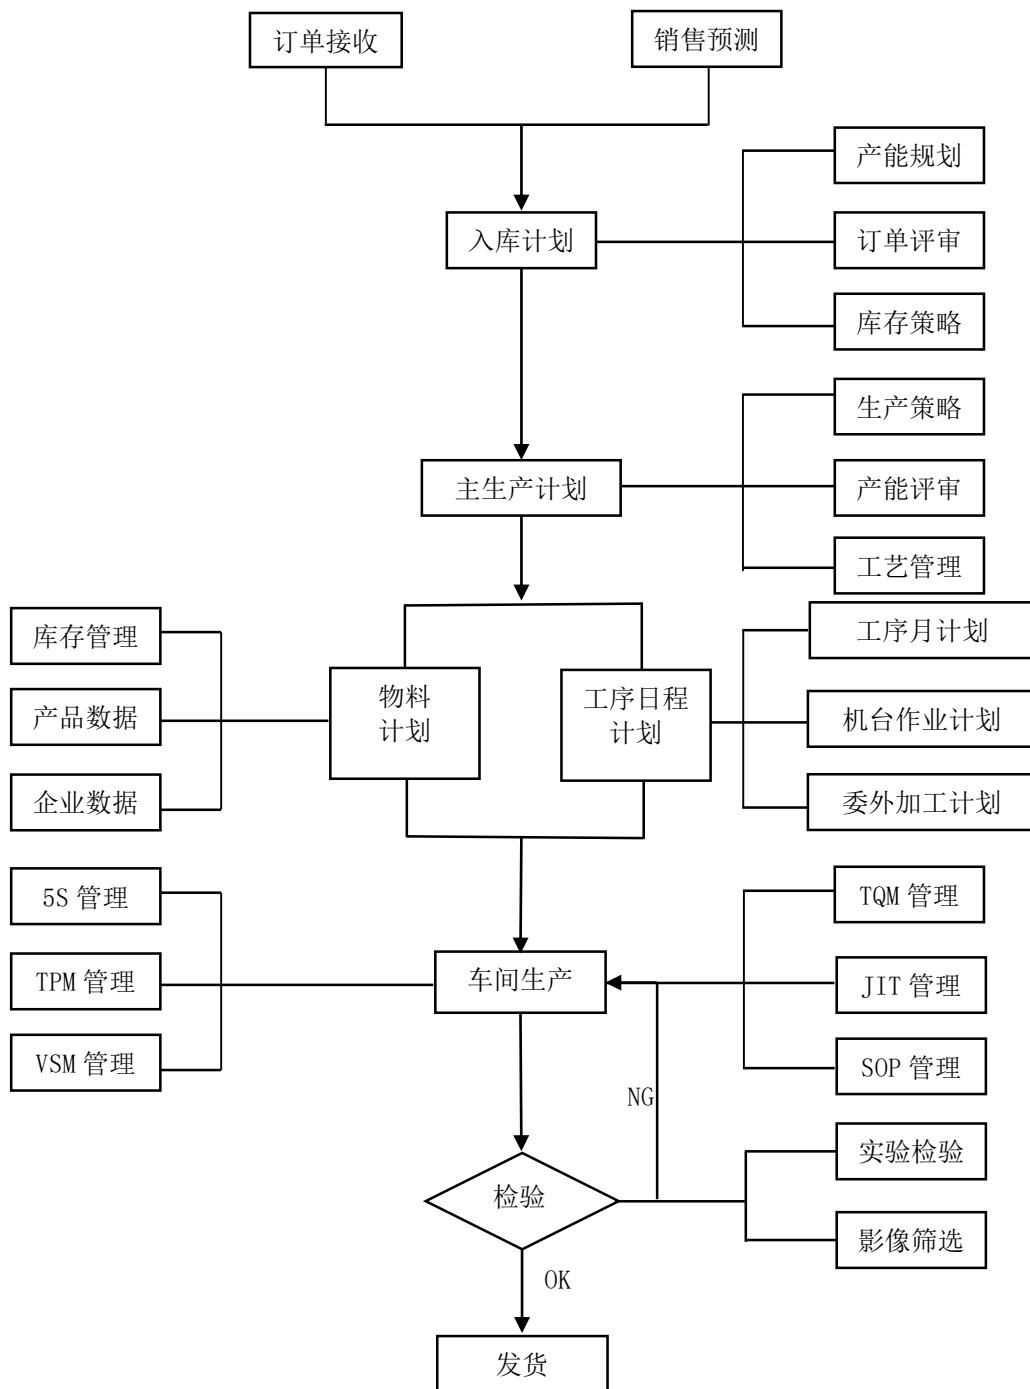 订单接收
销售预测
产能规划
入库计划
订单评审
库存策略
生产策略
主生产计划
产能评审
工艺管理
库存管理
工序月计划
物料
计划
工序日程
计划
产品数据
机台作业计划
企业数据
委外加工计划
5S 管理
TQM 管理
TPM 管理
车间生产
JIT 管理
VSM 管理
SOP 管理
NG
实验检验
检验
影像筛选
OK
发货